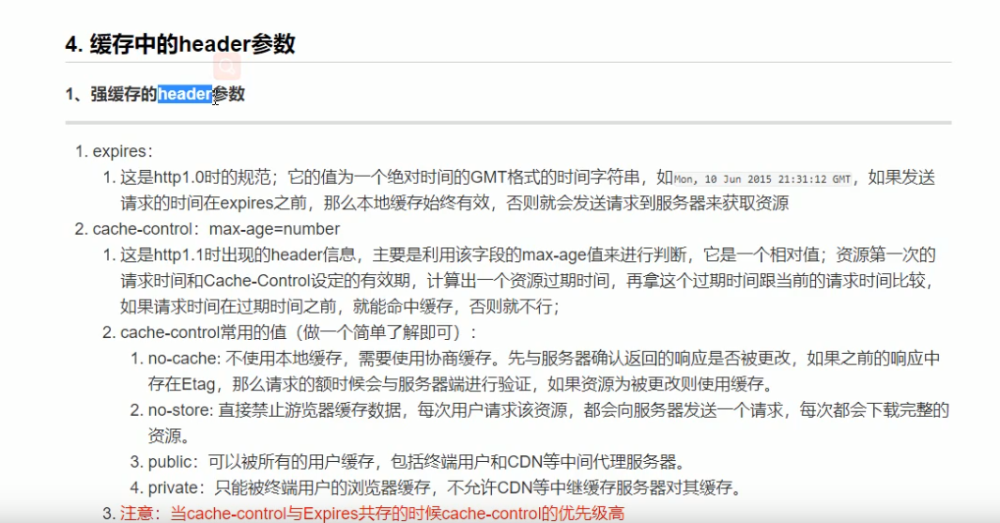 4. 缓存中的header参数
1、强缓存的header参数
1. expires：
1. 这是http1.0时的规范；它的值为一个绝对时间的GMT格式的时间字符串，如Mon, 10 Jun 2015 21:31:12 GMT，如果发送
请求的时间在expires之前，那么本地缓存始终有效，否则就会发送请求到服务器来获取资源
2. cache-control：max-age=number
1. 这是http1.1时出现的header信息，主要是利用该字段的max-age值来进行判断，它是一个相对值；资源第一次的
请求时间和Cache-Control设定的有效期，计算出一个资源过期时间，再拿这个过期时间跟当前的请求时间比较，
如果请求时间在过期时间之前，就能命中缓存，否则就不行；
2. cache-control常用的值（做一个简单了解即可）：
1. no-cache: 不使用本地缓存，需要使用协商缓存。先与服务器确认返回的响应是否被更改，如果之前的响应中
存在Etag，那么请求的额时候会与服务器端进行验证，如果资源为被更改则使用缓存。
2. no-store: 直接禁止游览器缓存数据，每次用户请求该资源，都会向服务器发送一个请求，每次都会下载完整的
资源。
3. public：可以被所有的用户缓存，包括终端用户和CDN等中间代理服务器。
4. private：只能被终端用户的浏览器缓存，不允许CDN等中继缓存服务器对其缓存。
3. 注意：当cache-control与Expires共存的时候cache-control的优先级高